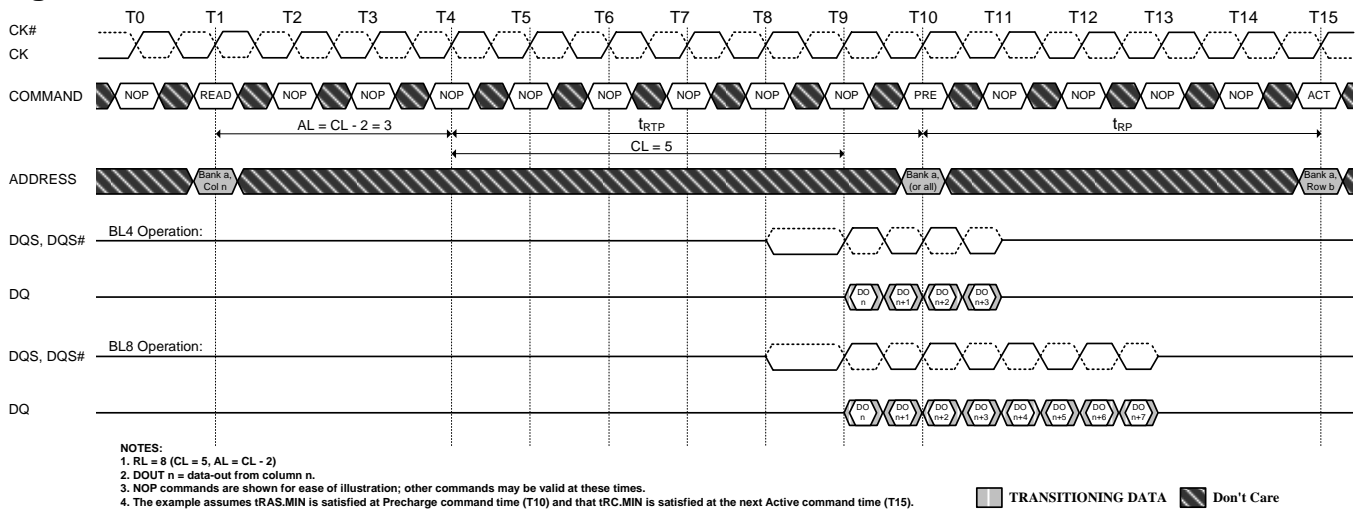 T0 T1 T2 T3 T4 T5 T6 T7 T8 T9 T10 T11 T12 T13 T14 T15
CK#
CK
COMMAND NOP READ NOP NOP NOP NOP NOP NOP NOP NOP PRE NOP NOP NOP NOP ACT
AL = CL - 2 = 3 tRTP tRP
CL = 5
ADDRESS
Bank a, Col n
Bank a, (or all)
Bank a, Row b
BL4 Operation:
DQS, DQS#
DQ
DO n DO n+1 DO n+2 DO n+3
BL8 Operation:
DQS, DQS#
DQ
DO n DO n+1 DO n+2 DO n+3 DO n+4 DO n+5 DO n+6 DO n+7
NOTES:
1. RL = 8 (CL = 5, AL = CL - 2)
2. DOUT n = data-out from column n.
3. NOP commands are shown for ease of illustration; other commands may be valid at these times.
4. The example assumes tRAS.MIN is satisfied at Precharge command time (T10) and that tRC.MIN is satisfied at the next Active command time (T15).
TRANSITIONING DATA Don't Care